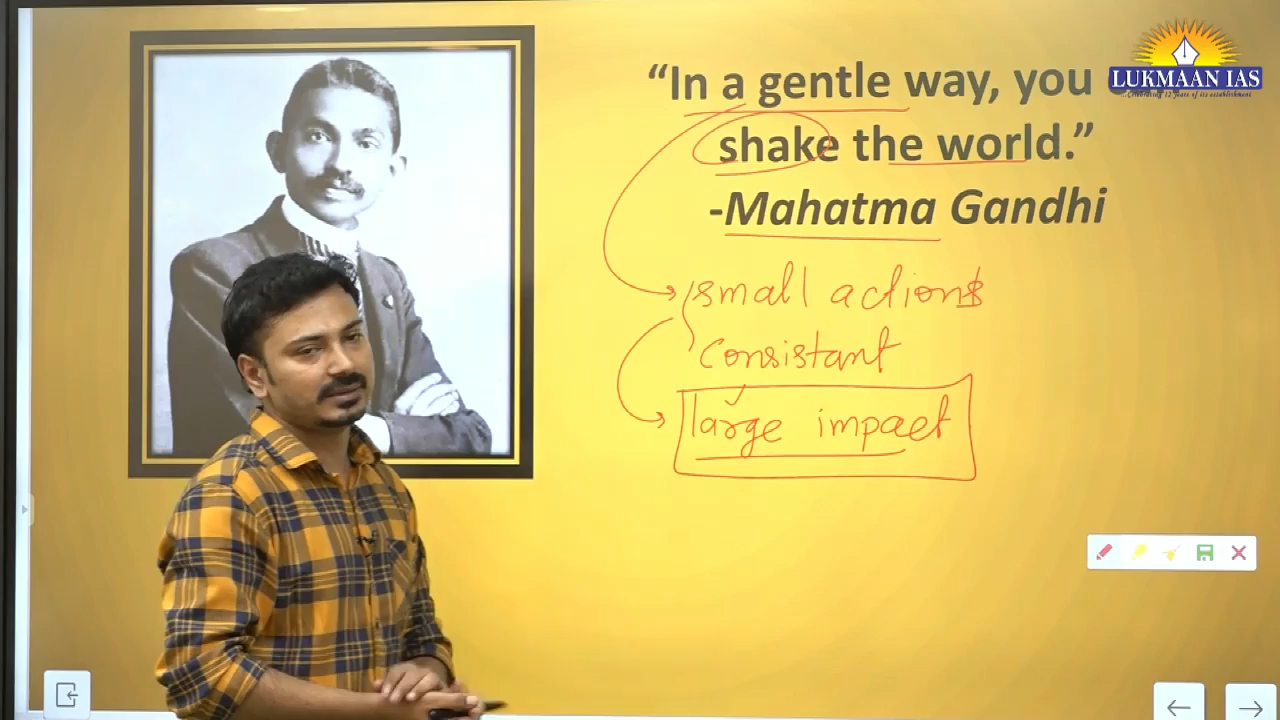 “In a gentle way, you
shake the world.”
-Mahatma Gandhi
LUKMAAN IAS
small actions
consistant
large impact